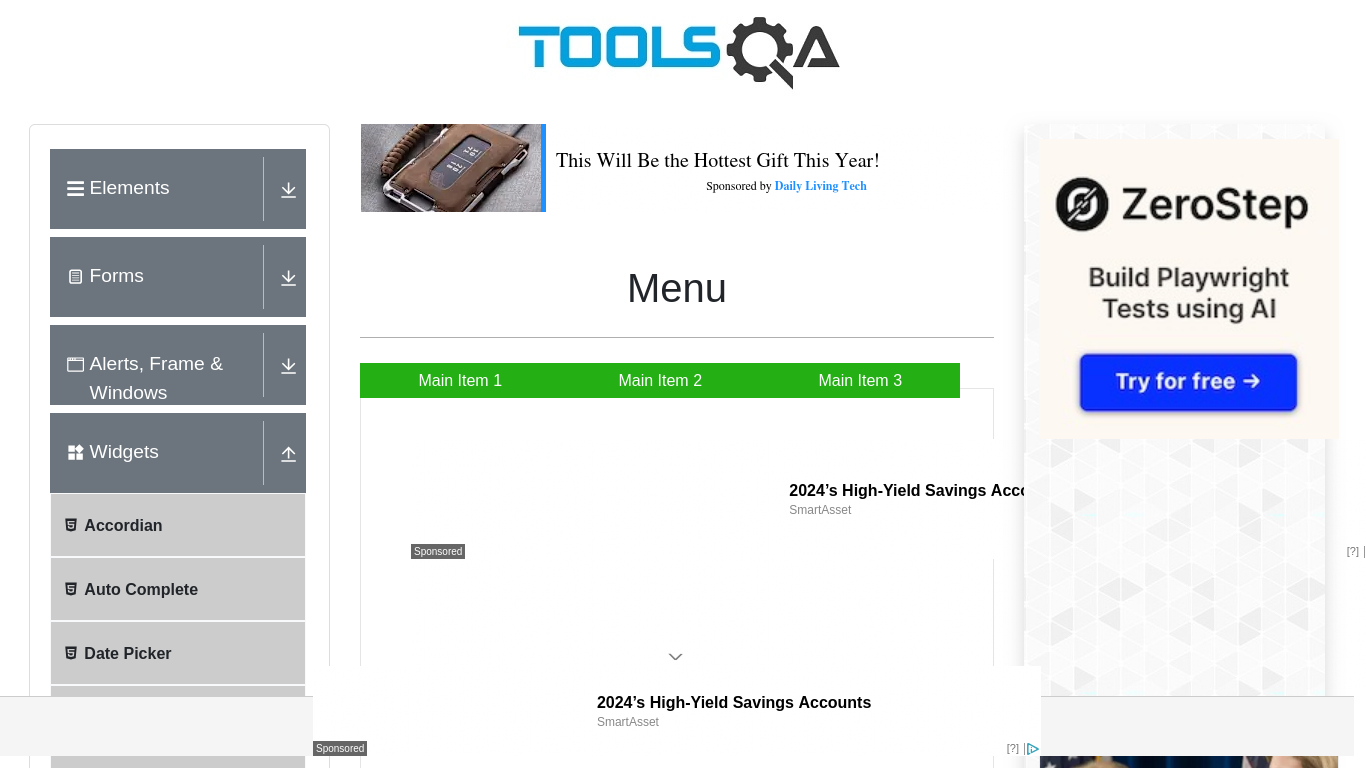 TOOLSQA
Elements
Forms
Alerts, Frame &
Windows
Widgets
Accordian
Auto Complete
Date Picker
This Will Be the Hottest Gift This Year!
Sponsored by Daily Living Tech
Menu
Main Item 1
Main Item 2
Main Item 3
2024’s High-Yield Savings Acco
SmartAsset
Sponsored
[?]
2024’s High-Yield Savings Accounts
SmartAsset
Sponsored
[?]
ZeroStep
Build Playwright
Tests using AI
Try for free →